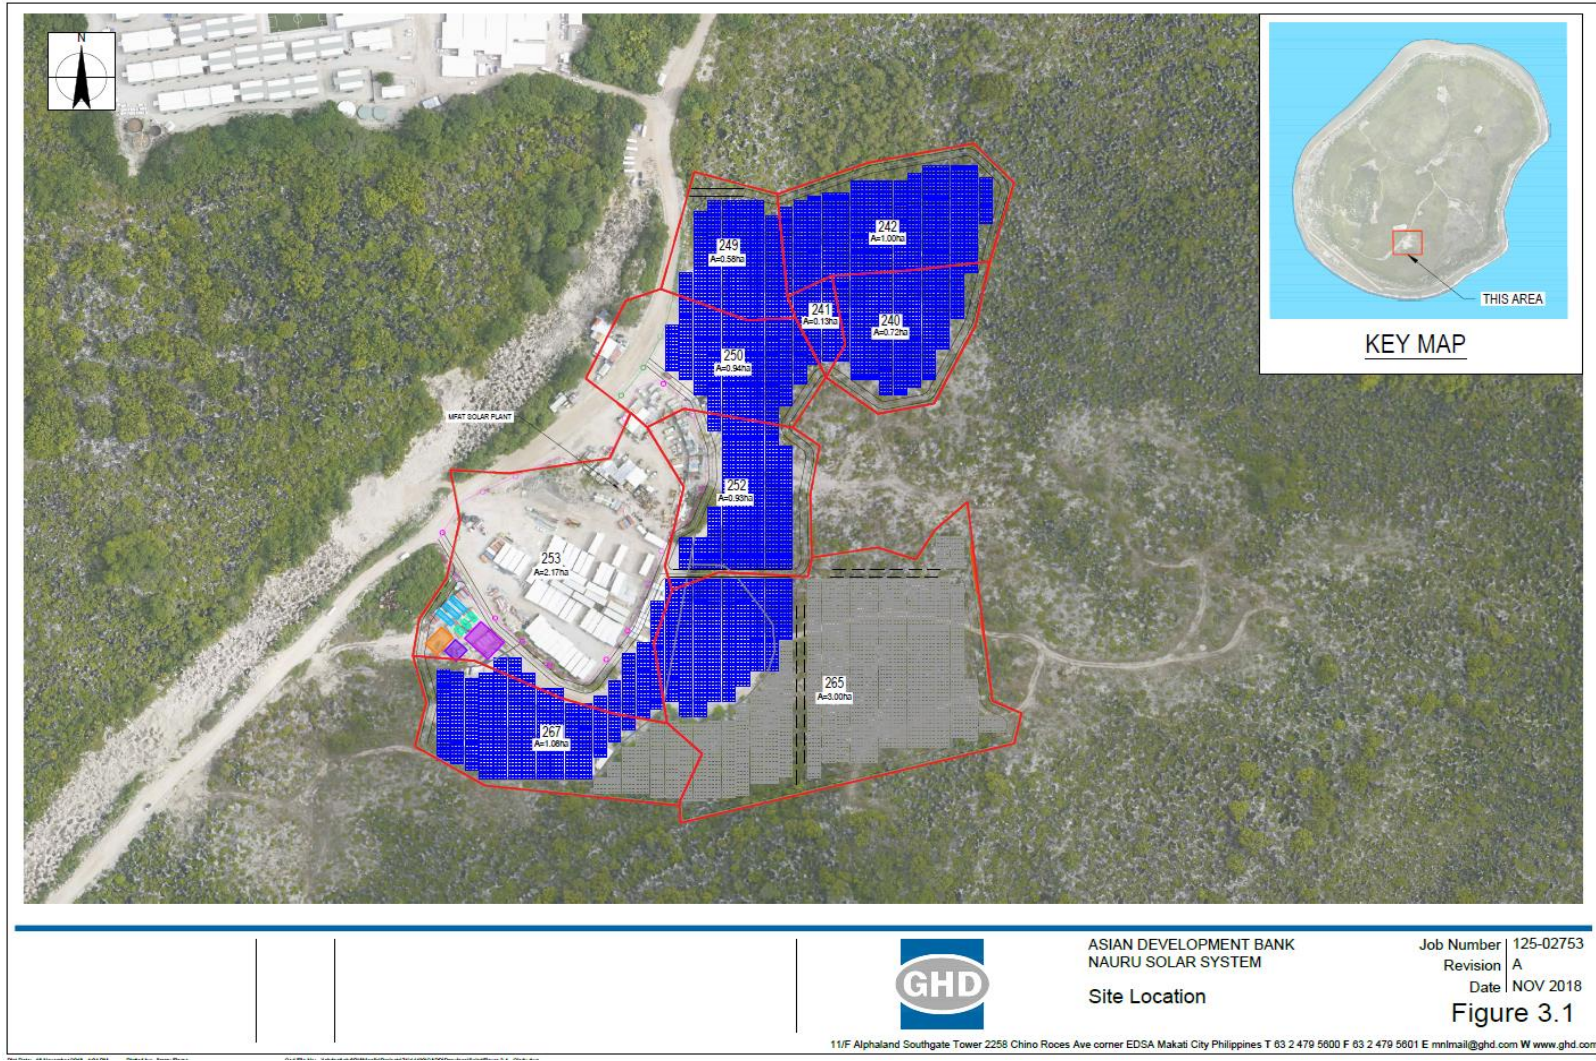 N
249
A=0.58ha
242
A=1.00ha
241
A=0.13ha
240
A=0.72ha
250
A=0.94ha
MFAT SOLAR PLANT
252
A=0.93ha
253
A=2.17ha
265
A=3.00ha
267
THIS AREA
KEY MAP
GHD
ASIAN DEVELOPMENT BANK
NAURU SOLAR SYSTEM
Site Location
Job Number 125-02753
Revision A
Date NOV 2018
Figure 3.1
11/F Alphaland Southgate Tower 2258 Chino Roces Ave corner EDSA Makati City Philippines T 63 2 479 5600 F 63 2 479 5601 E mnlmail@ghd.com W www.ghd.com